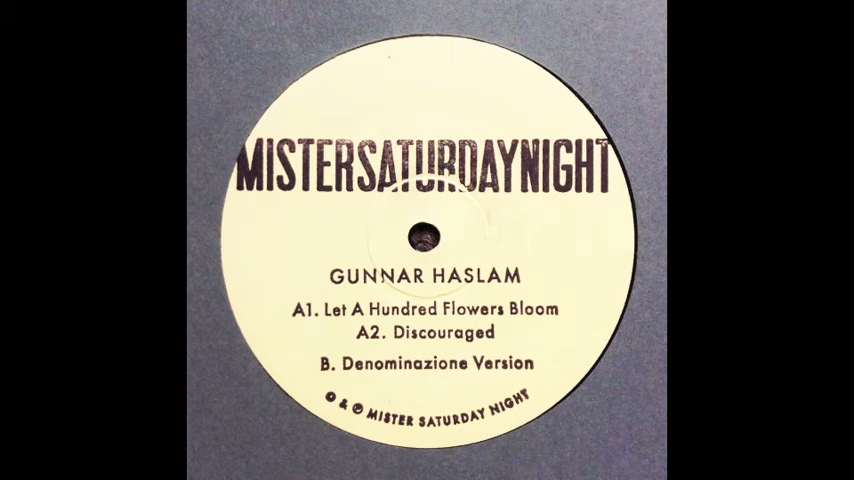 MISTERSATURDAYNIGHT
GUNNAR HASLAM
A1. Let A Hundred Flowers Bloom
A2. Discouraged
B. Denominazione Version
© & ℗ MISTER SATURDAY NIGHT